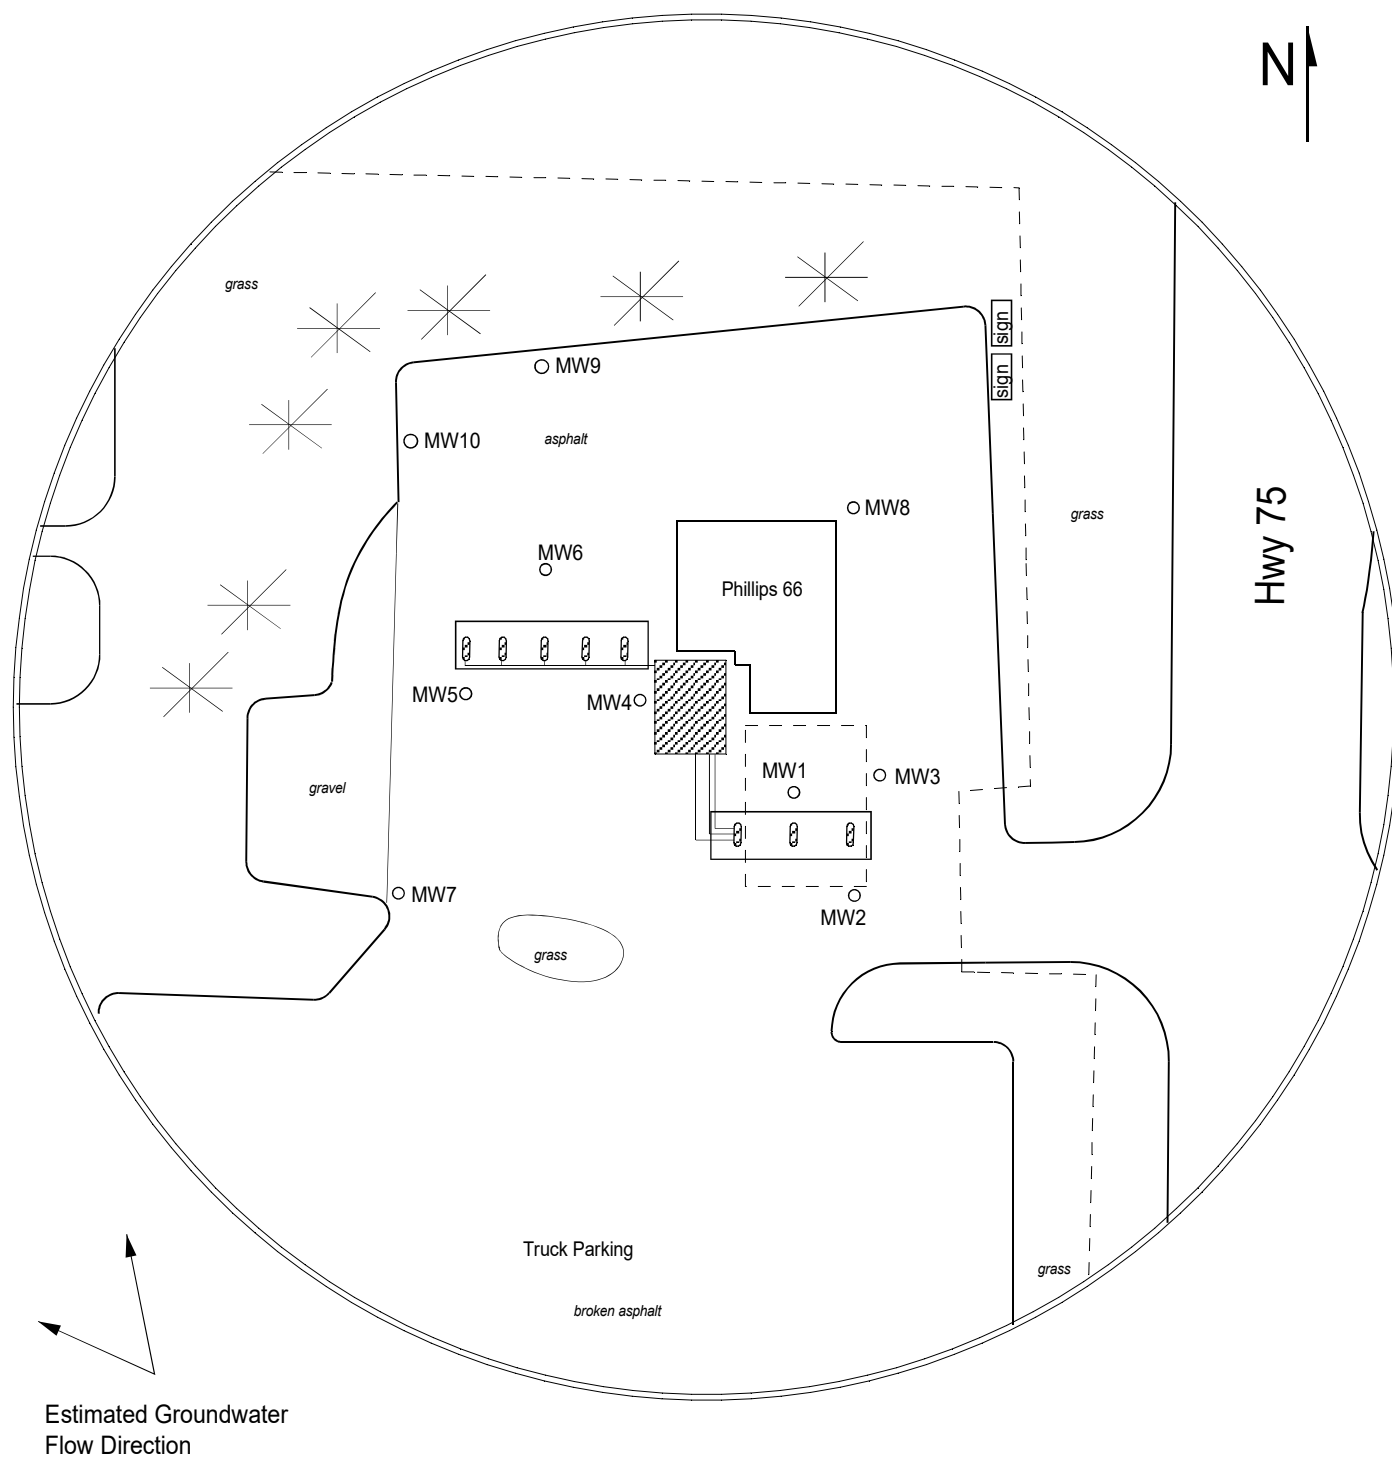 N
grass
sign
MW9
sign
MW10
asphalt
Hwy 75
MW8
grass
MW6
Phillips 66
MW5
MW4
MW1
MW3
gravel
MW7
MW2
grass
Truck Parking
grass
broken asphalt
Estimated Groundwater
Flow Direction